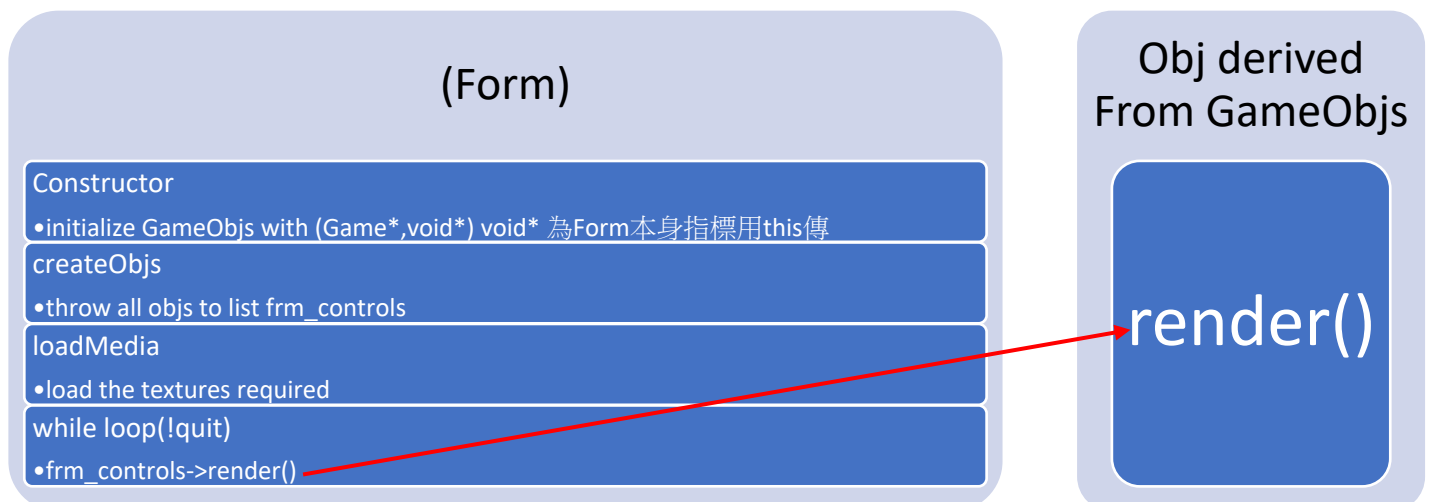 (Form)
Constructor
•initialize GameObjs with (Game*,void*) void* 為Form本身指標用this傳
createObjs
•throw all objs to list frm_controls
loadMedia
•load the textures required
while loop(!quit)
•frm_controls->render()
Obj derived
From GameObjs
render()